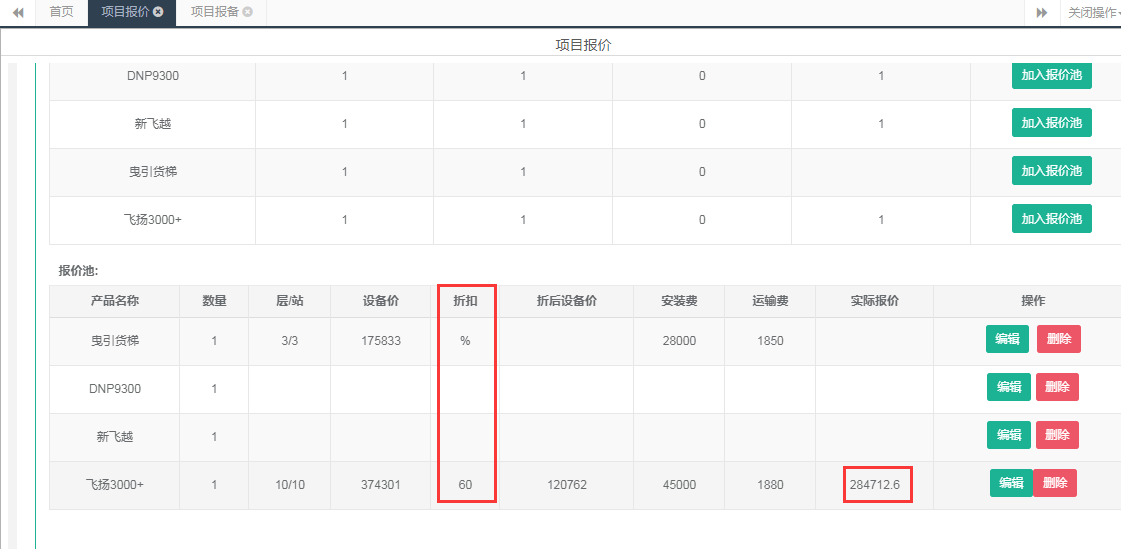 首页 项目报价 项目报备 关闭操作
项目报价
DNP9300 1 1 0 1 加入报价池
新飞越 1 1 0 1 加入报价池
曳引货梯 1 1 0 加入报价池
飞扬3000+ 1 1 0 1 加入报价池
报价池:
产品名称 数量 层/站 设备价 折扣 折后设备价 安装费 运输费 实际报价 操作
曳引货梯 1 3/3 175833 % 28000 1850 编辑 删除
DNP9300 1 编辑 删除
新飞越 1 编辑 删除
飞扬3000+ 1 10/10 374301 60 120762 45000 1880 284712.6 编辑 删除